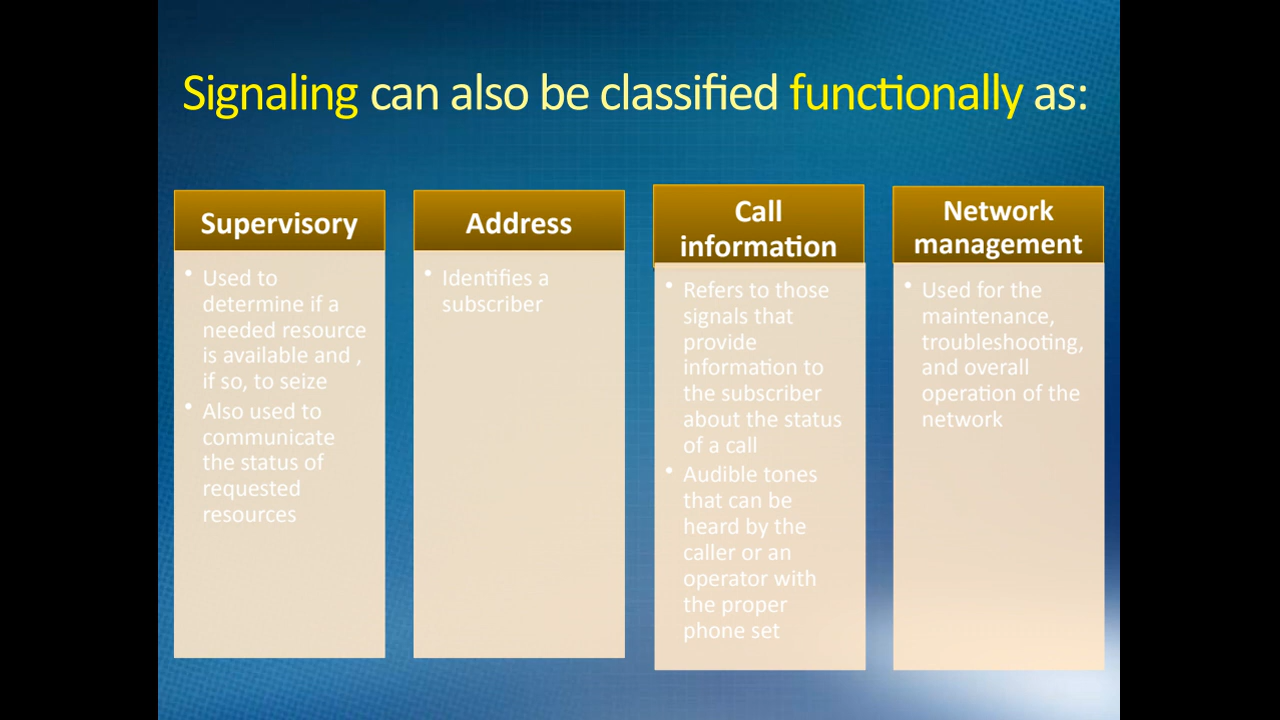 Signaling can also be classified functionally as:
Supervisory
• Used to
determine if a
needed resource
is available and ,
if so, to seize
• Also used to
communicate
the status of
requested
resources
Address
• Identifies a
subscriber
Call
information
• Refers to those
signals that
provide
information to
the subscriber
about the status
of a call
• Audible tones
that can be
heard by the
caller or an
operator with
the proper
phone set
Network
management
• Used for the
maintenance,
troubleshooting,
and overall
operation of the
network